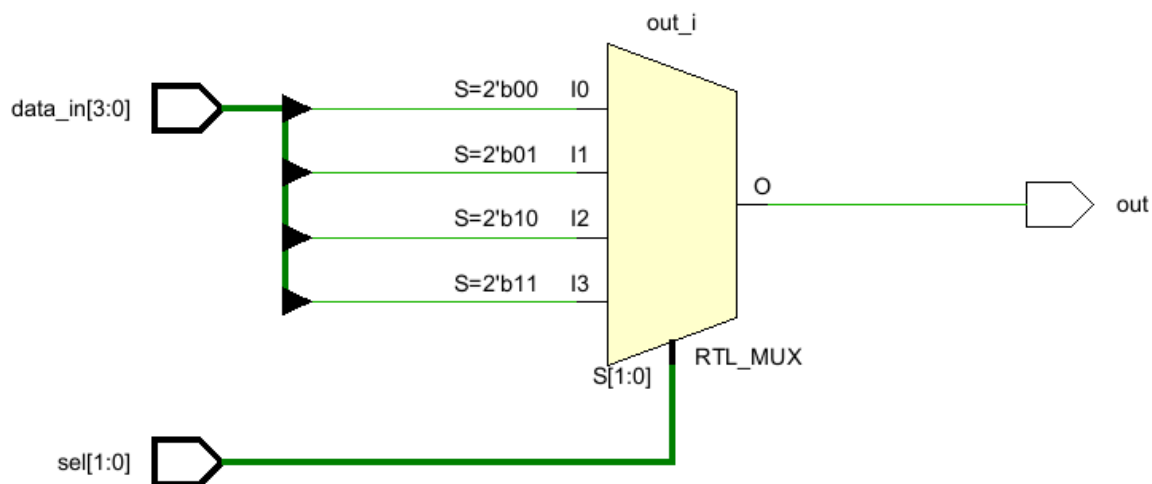 out_i
data_in[3:0]
S=2'b00 I0
S=2'b01 I1
S=2'b10 I2
S=2'b11 I3
O
out
RTL_MUX
S[1:0]
sel[1:0]